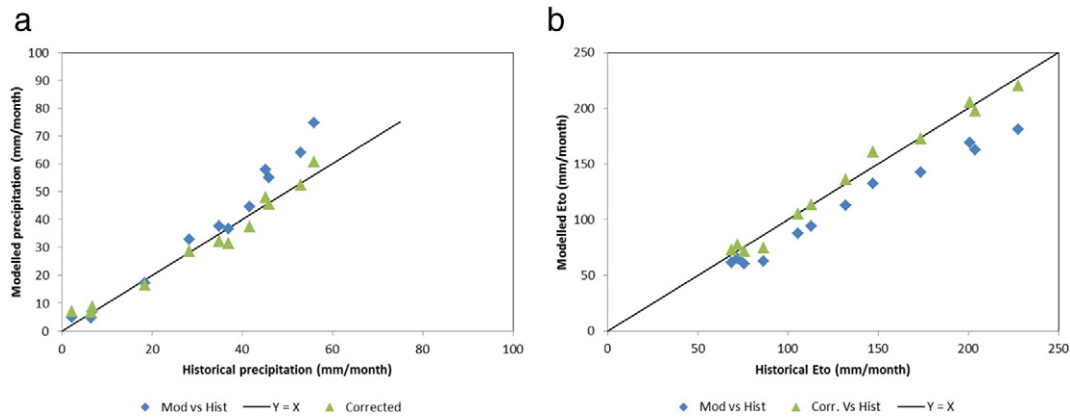 a
100
90
80
70
60
50
40
30
20
10
0
Modelled precipitation (mm/month)
0 20 40 60 80 100
Historical precipitation (mm/month)
Mod vs Hist Y = X Corrected
b
250
200
150
100
50
0
Modelled Eto (mm/month)
0 50 100 150 200 250
Historical Eto (mm/month)
Mod vs Hist Corr. Vs Hist Y = X